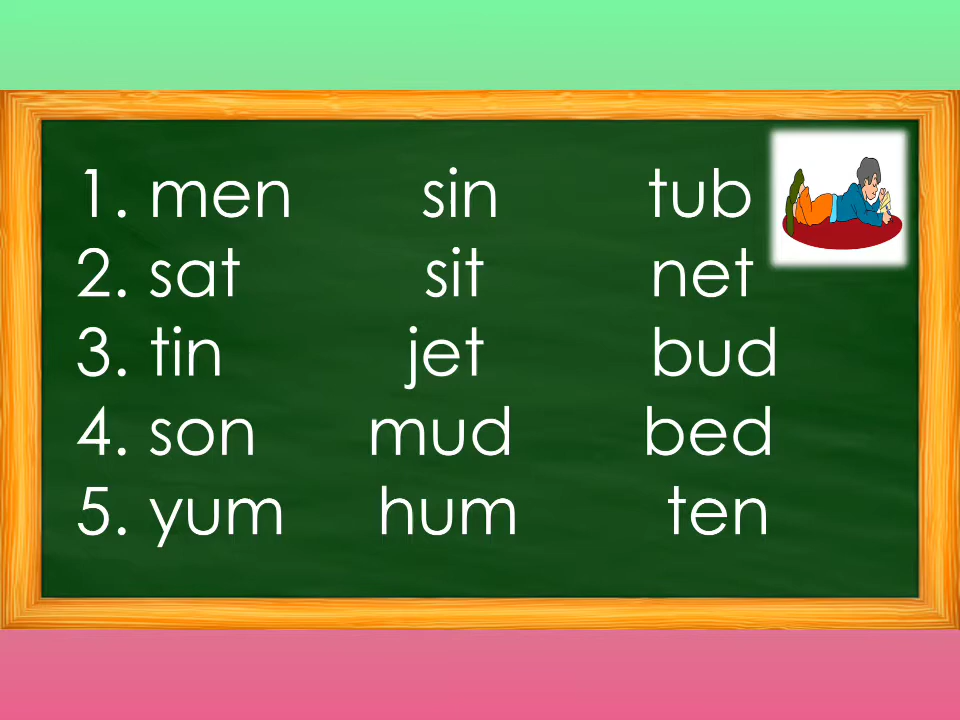 1. men sin tub
2. sat sit net
3. tin jet bud
4. son mud bed
5. yum hum ten